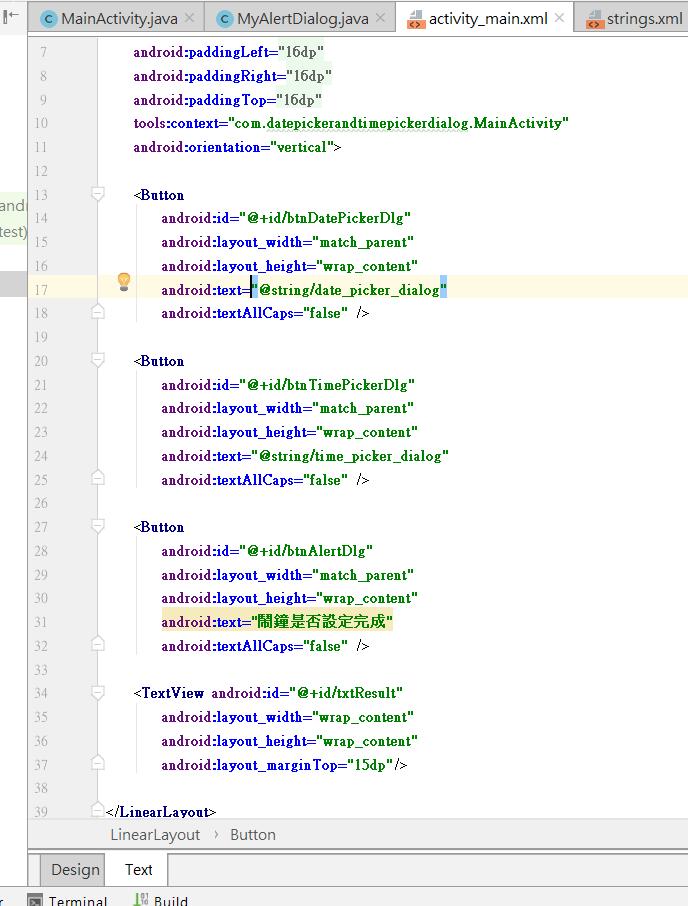 MainActivity.java
MyAlertDialog.java
activity_main.xml
strings.xml
7 android:paddingLeft="16dp"
8 android:paddingRight="16dp"
9 android:paddingTop="16dp"
10 tools:context="com.datepickerandtimepickerdialog.MainActivity"
11 android:orientation="vertical">
12
13 <Button
14 android:id="@+id/btnDatePickerDlg"
15 android:layout_width="match_parent"
16 android:layout_height="wrap_content"
17 android:text="@string/date_picker_dialog"
18 android:textAllCaps="false" />
19
20 <Button
21 android:id="@+id/btnTimePickerDlg"
22 android:layout_width="match_parent"
23 android:layout_height="wrap_content"
24 android:text="@string/time_picker_dialog"
25 android:textAllCaps="false" />
26
27 <Button
28 android:id="@+id/btnAlertDlg"
29 android:layout_width="match_parent"
30 android:layout_height="wrap_content"
31 android:text="鬧鐘是否設定完成"
32 android:textAllCaps="false" />
33
34 <TextView android:id="@+id/txtResult"
35 android:layout_width="wrap_content"
36 android:layout_height="wrap_content"
37 android:layout_marginTop="15dp"/>
38
39 </LinearLayout>
LinearLayout › Button
Design Text
Terminal Build